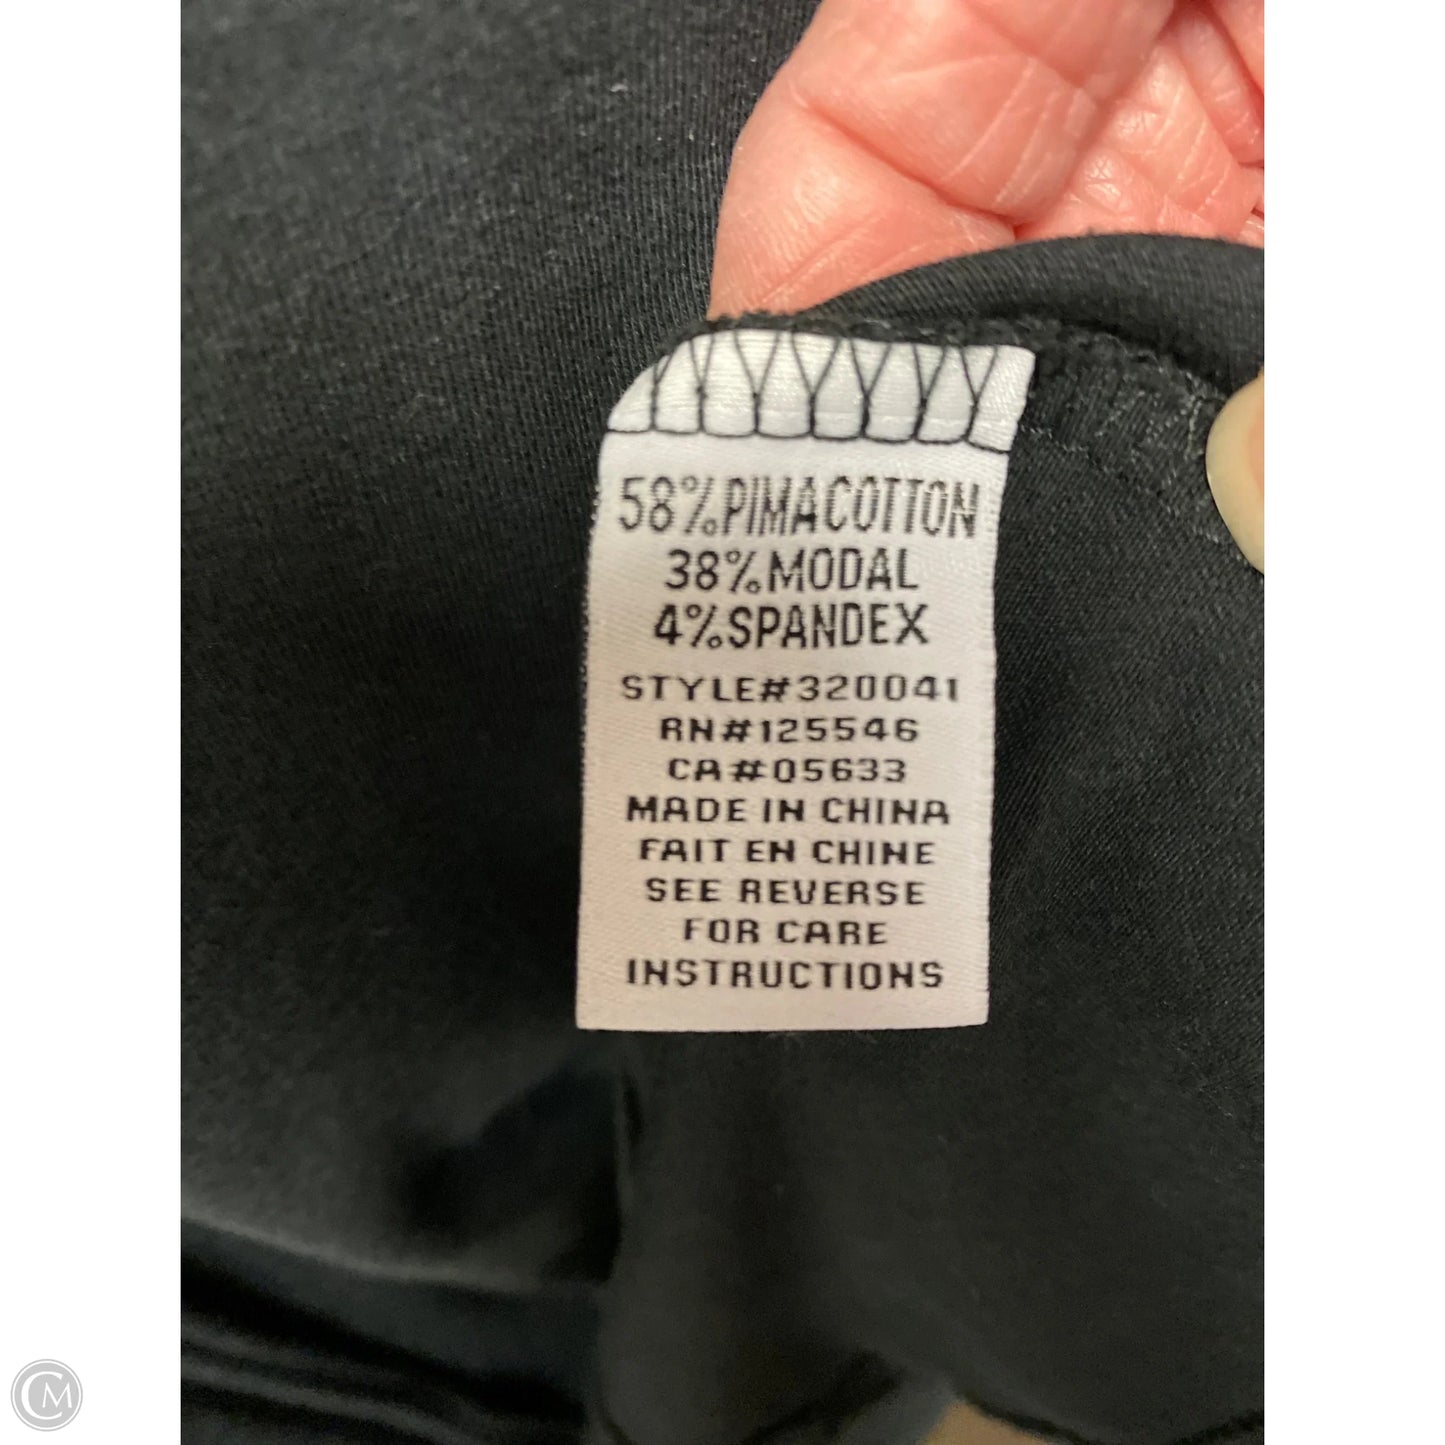 58%PIMACOTTON
38%MODAL
4%SPANDEX
STYLE#320041
RN#125546
CA#05633
MADE IN CHINA
FAIT EN CHINE
SEE REVERSE
FOR CARE
INSTRUCTIONS
CM